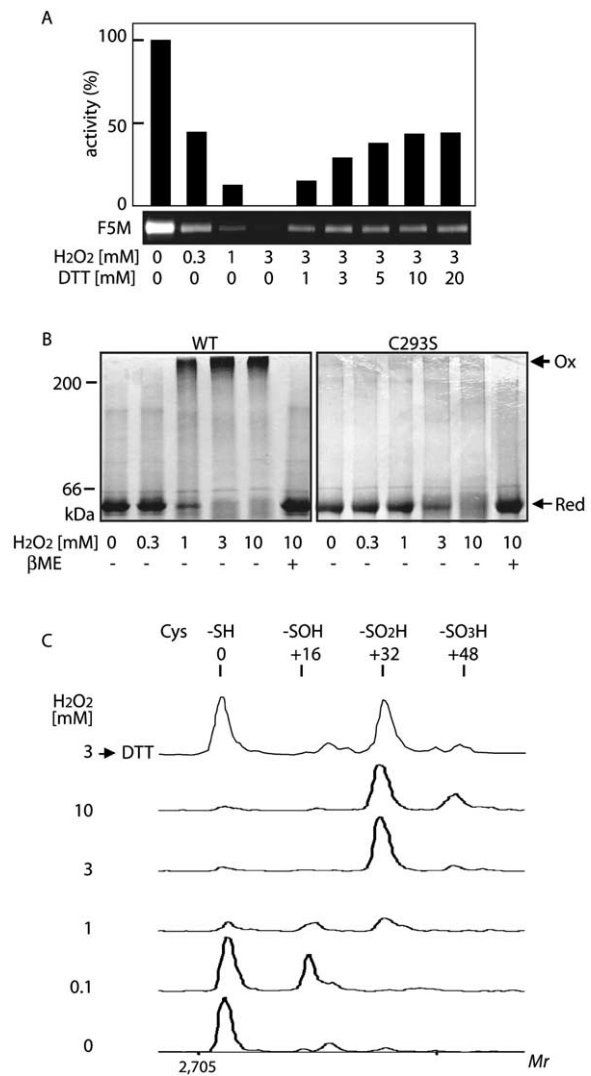 A
activity (%)
100
50
0
F5M
H2O2 [mM] 0 0.3 1 3 3 3 3 3 3
DTT [mM] 0 0 0 0 1 3 5 10 20
B
WT C293S
200
66
kDa
Ox
Red
H2O2 [mM] 0 0.3 1 3 10 10 0 0.3 1 3 10 10
βME - - - - - + - - - - - +
C
Cys -SH -SOH -SO2H -SO3H
0 +16 +32 +48
H2O2
[mM]
3 → DTT
10
3
1
0.1
0
2,705 Mr